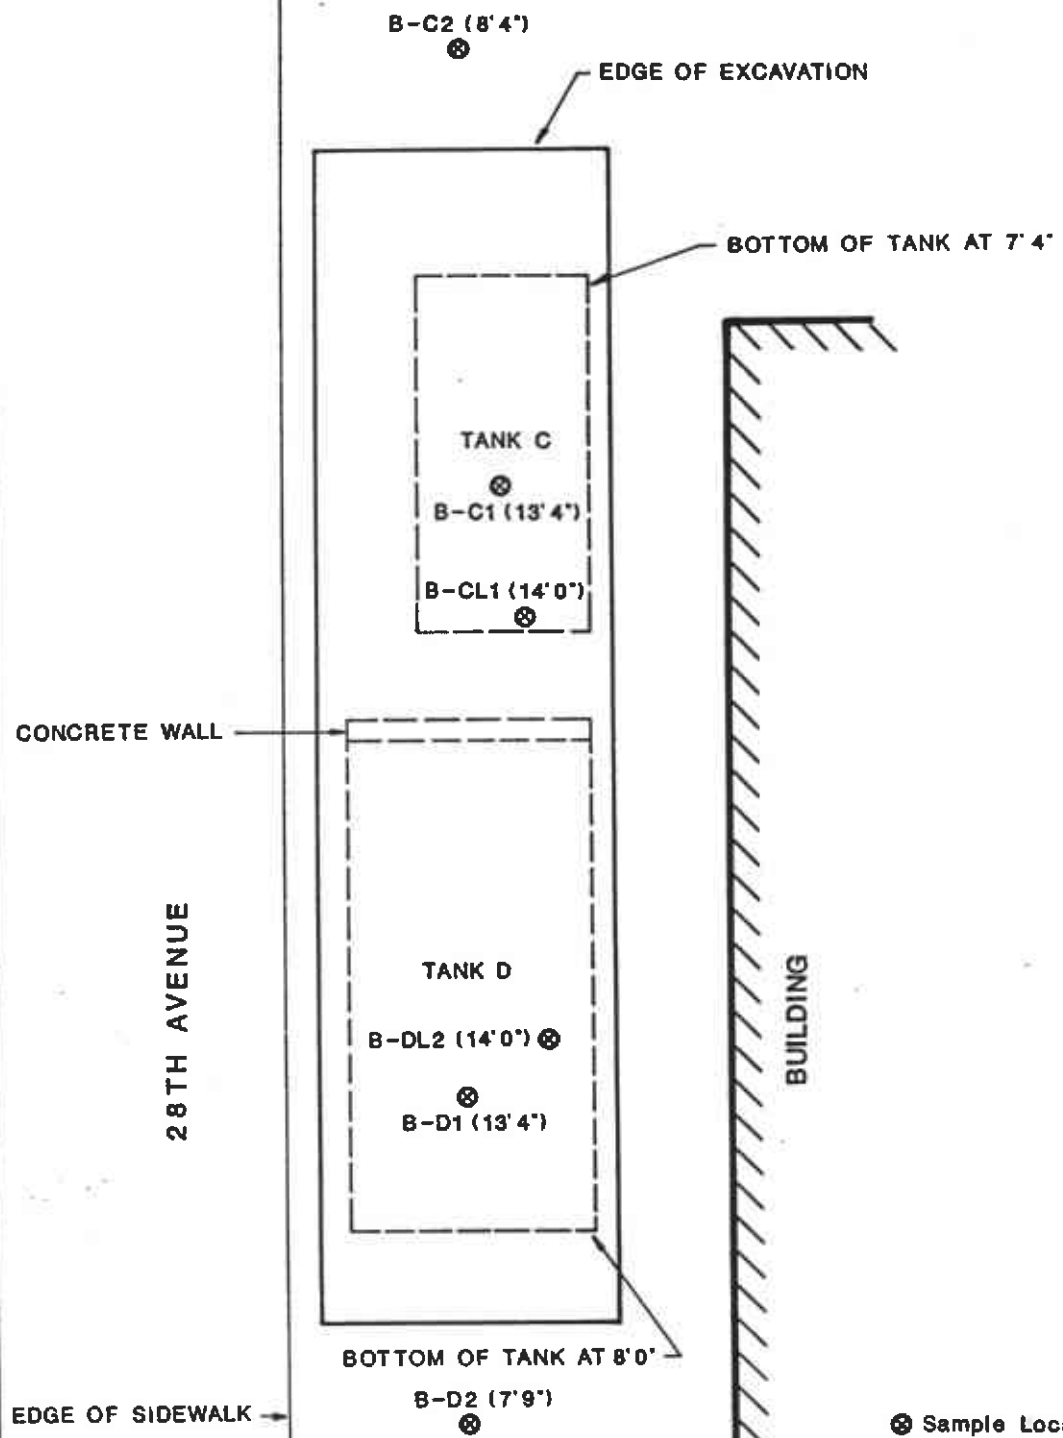 B-C2 (8'4")
EDGE OF EXCAVATION
BOTTOM OF TANK AT 7'4"
TANK C
B-C1 (13'4")
B-CL1 (14'0")
CONCRETE WALL
28TH AVENUE
TANK D
B-DL2 (14'0")
B-D1 (13'4")
BUILDING
BOTTOM OF TANK AT 8'0"
B-D2 (7'9")
EDGE OF SIDEWALK
Sample